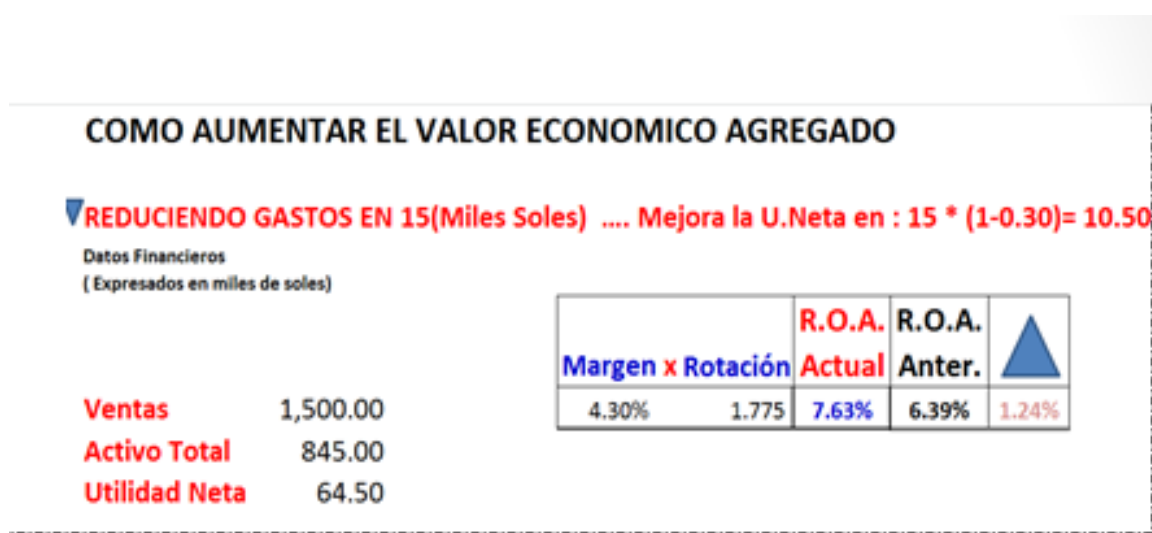 COMO AUMENTAR EL VALOR ECONOMICO AGREGADO
REDUCIENDO GASTOS EN 15(Miles Soles) .... Mejora la U.Neta en : 15 * (1-0.30)= 10.50
Datos Financieros
( Expresados en miles de soles)
R.O.A. R.O.A.
Margen x Rotación Actual Anter.
Ventas 1,500.00 4.30% 1.775 7.63% 6.39% 1.24%
Activo Total 845.00
Utilidad Neta 64.50